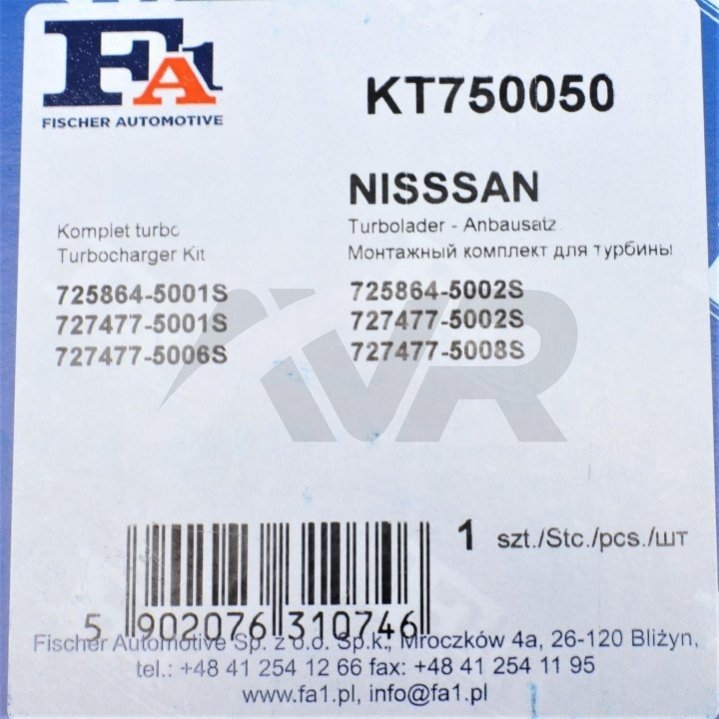 FA1
KT750050
FISCHER AUTOMOTIVE
NISSSAN
Komplet turbo
Turbolader - Anbausatz
Turbocharger Kit
Монтажный комплект для турбины
725864-5001S 725864-5002S
727477-5001S 727477-5002S
727477-5006S 727477-5008S
IVR
1 szt./Stc./pcs./шт
5 902076 310746
Fischer Automotive Sp. z o.o. Sp.k., Mroczków 4a, 26-120 Bliżyn,
tel.: +48 41 254 12 66 fax: +48 41 254 11 95
www.fa1.pl, info@fa1.pl